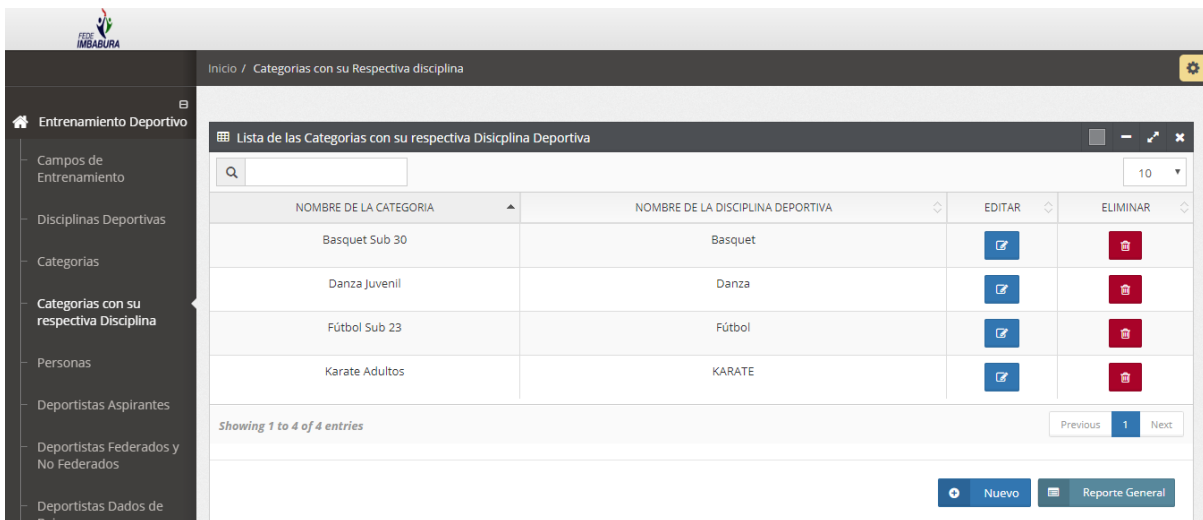 FEDE
IMBABURA
Inicio / Categorias con su Respectiva disciplina
Entrenamiento Deportivo
Campos de
Entrenamiento
Disciplinas Deportivas
Categorias
Categorias con su
respectiva Disciplina
Personas
Deportistas Aspirantes
Deportistas Federados y
No Federados
Deportistas Dados de
Lista de las Categorias con su respectiva Disicplina Deportiva
10
NOMBRE DE LA CATEGORIA NOMBRE DE LA DISCIPLINA DEPORTIVA EDITAR ELIMINAR
Basquet Sub 30 Basquet
Danza Juvenil Danza
Fútbol Sub 23 Fútbol
Karate Adultos KARATE
Showing 1 to 4 of 4 entries
Previous 1 Next
Nuevo Reporte General